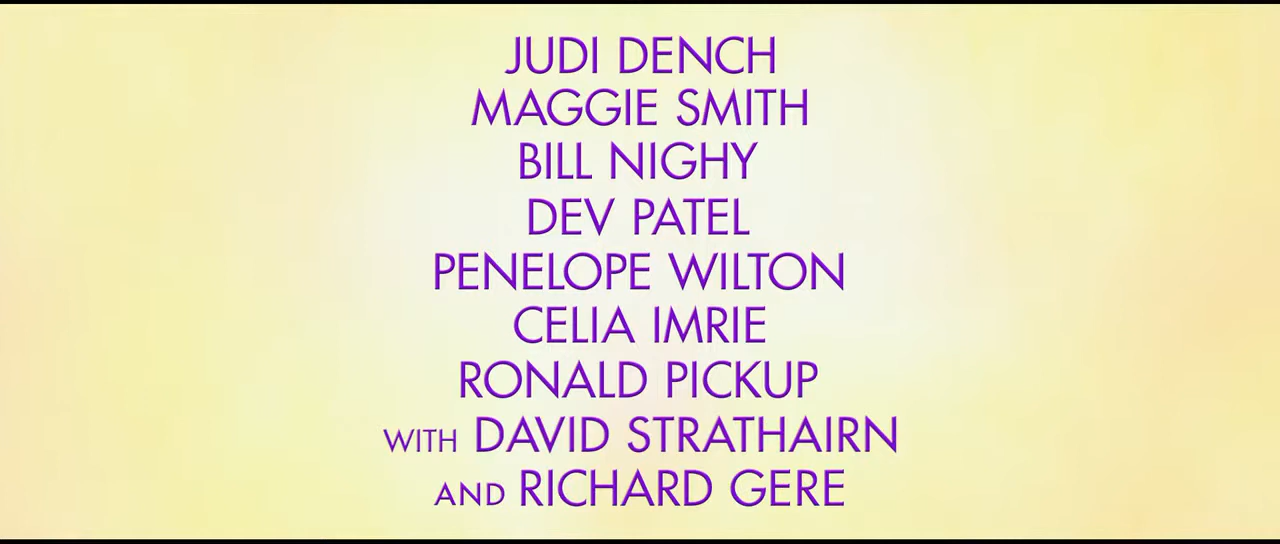 JUDI DENCH
MAGGIE SMITH
BILL NIGHY
DEV PATEL
PENELOPE WILTON
CELIA IMRIE
RONALD PICKUP
WITH DAVID STRATHAIRN
AND RICHARD GERE